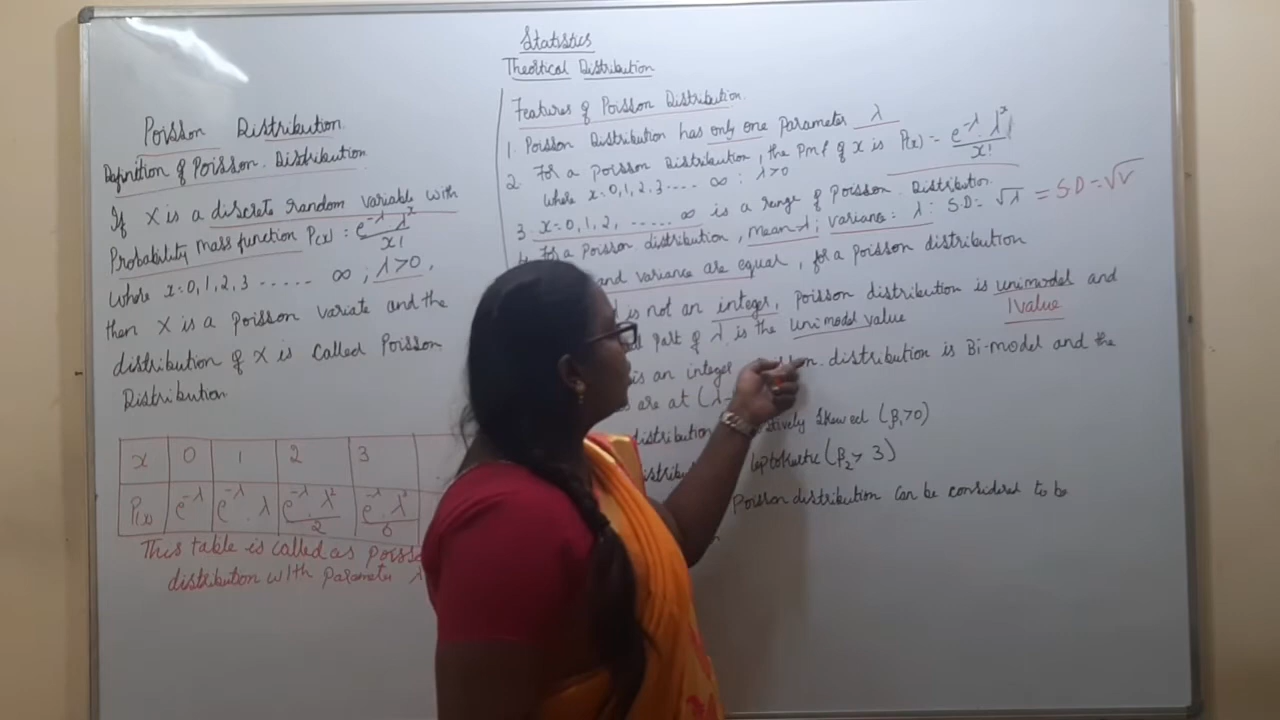 Statistics
Theortical Distribution
Poisson Distribution.
Definition of Poisson. Distribution
If X is a discrete random variable with
Probability mass function P(x) = e^-λ λ^x / x!
Where x=0,1,2,3 ..... ∞ ; λ>0,
then X is a poisson variate and the
distribution of X is called Poisson
Distribution
x 0 1 2 3
P(x) e^-λ e^-λ . λ e^-λ . λ² / 2 e^-λ . λ³ / 6
This table is called as poisso
distribution with parameter λ
Features of Poisson Distribution.
1. Poisson Distribution has only one Parameter λ
2. For a poisson Distribution, the Pmf of x is P(x) = e^-λ . λ^x / x!
where x=0,1,2,3.... ∞ ; λ>0
3. x=0,1,2, ..... ∞ is a range of poisson. Distribution.
4. For a poisson distribution, Mean=λ; variance= λ: S.D= √λ = S.D=√V
and variance are equal, for a poisson distribution
is not an integer, poisson distribution is unimodel and
part of λ is the unimodel value
1 Value
is an integer distribution is Bi-model and the
are at (λ-
distribution skewed (β₁>0)
leptokurtic (β₂> 3)
Poisson distribution can be considered to be